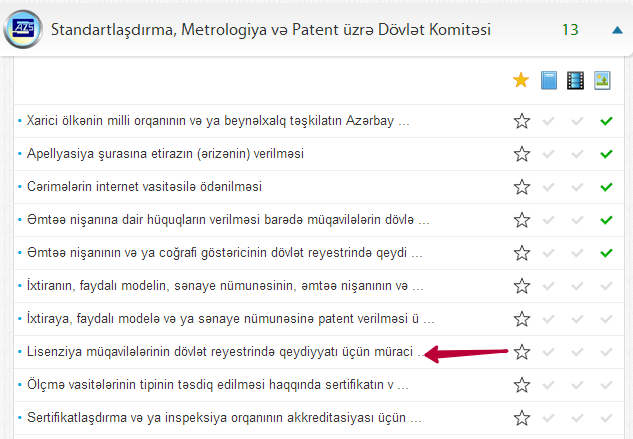 AZS
Standartlaşdırma, Metrologiya və Patent üzrə Dövlət Komitəsi 13
Xarici ölkənin milli orqanının və ya beynəlxalq təşkilatın Azərbay ...
Apellyasiya şurasına etirazın (ərizənin) verilməsi
Cərimələrin internet vasitəsilə ödənilməsi
Əmtəə nişanına dair hüquqların verilməsi barədə müqavilələrin dövlə ...
Əmtəə nişanının və ya coğrafi göstəricinin dövlət reyestrində qeydi ...
İxtiranın, faydalı modelin, sənaye nümunəsinin, əmtəə nişanının və ...
İxtiraya, faydalı modelə və ya sənaye nümunəsinə patent verilməsi ü ...
Lisenziya müqavilələrinin dövlət reyestrində qeydiyyatı üçün müraci ...
Ölçmə vasitələrinin tipinin təsdiq edilməsi haqqında sertifikatın v ...
Sertifikatlaşdırma və ya inspeksiya orqanının akkreditasiyası üçün ...